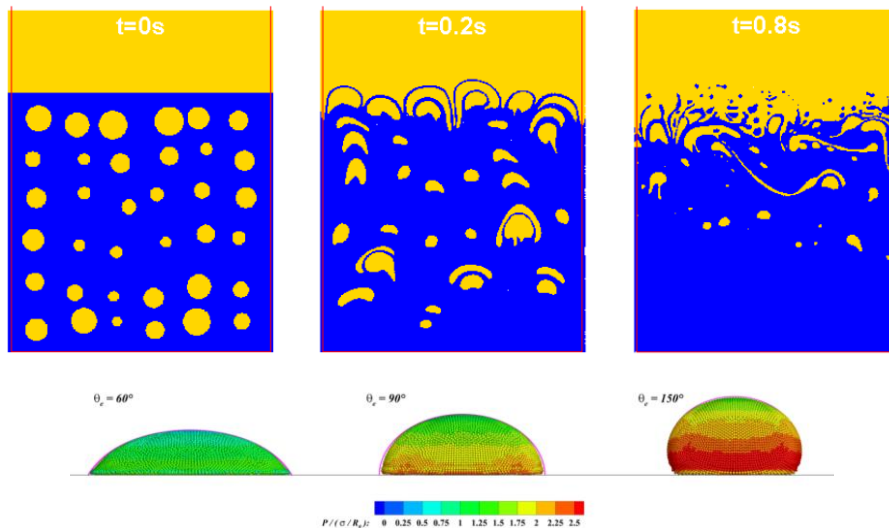 t=0s
t=0.2s
t=0.8s
θe = 60°
θe = 90°
θe = 150°
P/(σ/R0): 0 0.25 0.5 0.75 1 1.25 1.5 1.75 2 2.25 2.5